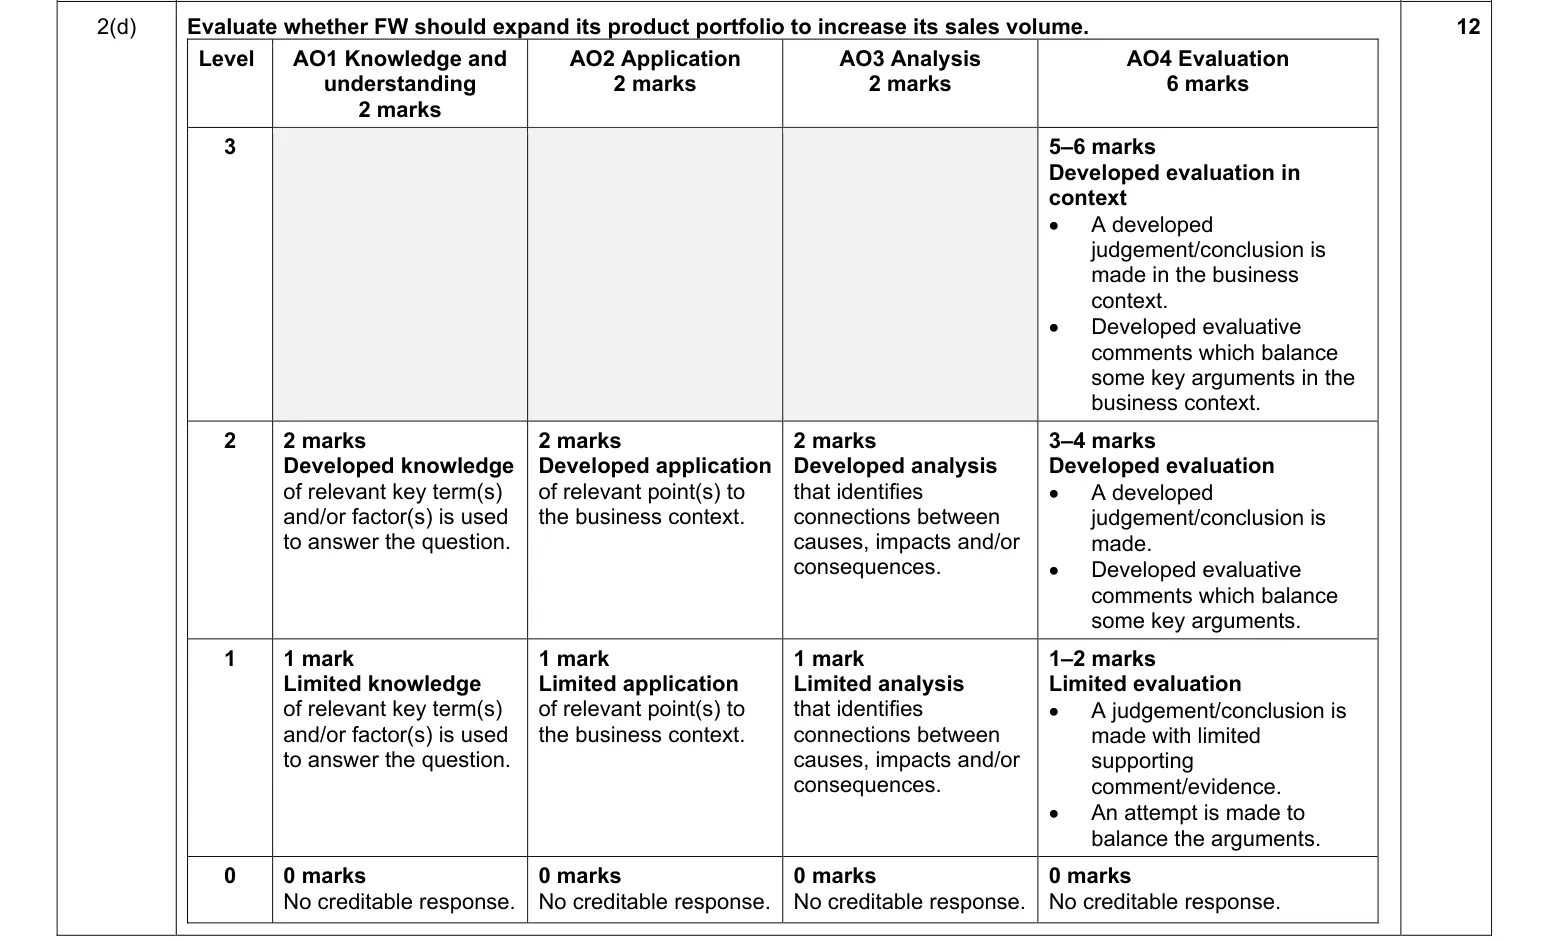 2(d)
Evaluate whether FW should expand its product portfolio to increase its sales volume.
12
Level
AO1 Knowledge and
understanding
2 marks
AO2 Application
2 marks
AO3 Analysis
2 marks
AO4 Evaluation
6 marks
3
5–6 marks
Developed evaluation in
context
• A developed
judgement/conclusion is
made in the business
context.
• Developed evaluative
comments which balance
some key arguments in the
business context.
2
2 marks
Developed knowledge
of relevant key term(s)
and/or factor(s) is used
to answer the question.
2 marks
Developed application
of relevant point(s) to
the business context.
2 marks
Developed analysis
that identifies
connections between
causes, impacts and/or
consequences.
3–4 marks
Developed evaluation
• A developed
judgement/conclusion is
made.
• Developed evaluative
comments which balance
some key arguments.
1
1 mark
Limited knowledge
of relevant key term(s)
and/or factor(s) is used
to answer the question.
1 mark
Limited application
of relevant point(s) to
the business context.
1 mark
Limited analysis
that identifies
connections between
causes, impacts and/or
consequences.
1–2 marks
Limited evaluation
• A judgement/conclusion is
made with limited
supporting
comment/evidence.
• An attempt is made to
balance the arguments.
0
0 marks
No creditable response.
0 marks
No creditable response.
0 marks
No creditable response.
0 marks
No creditable response.